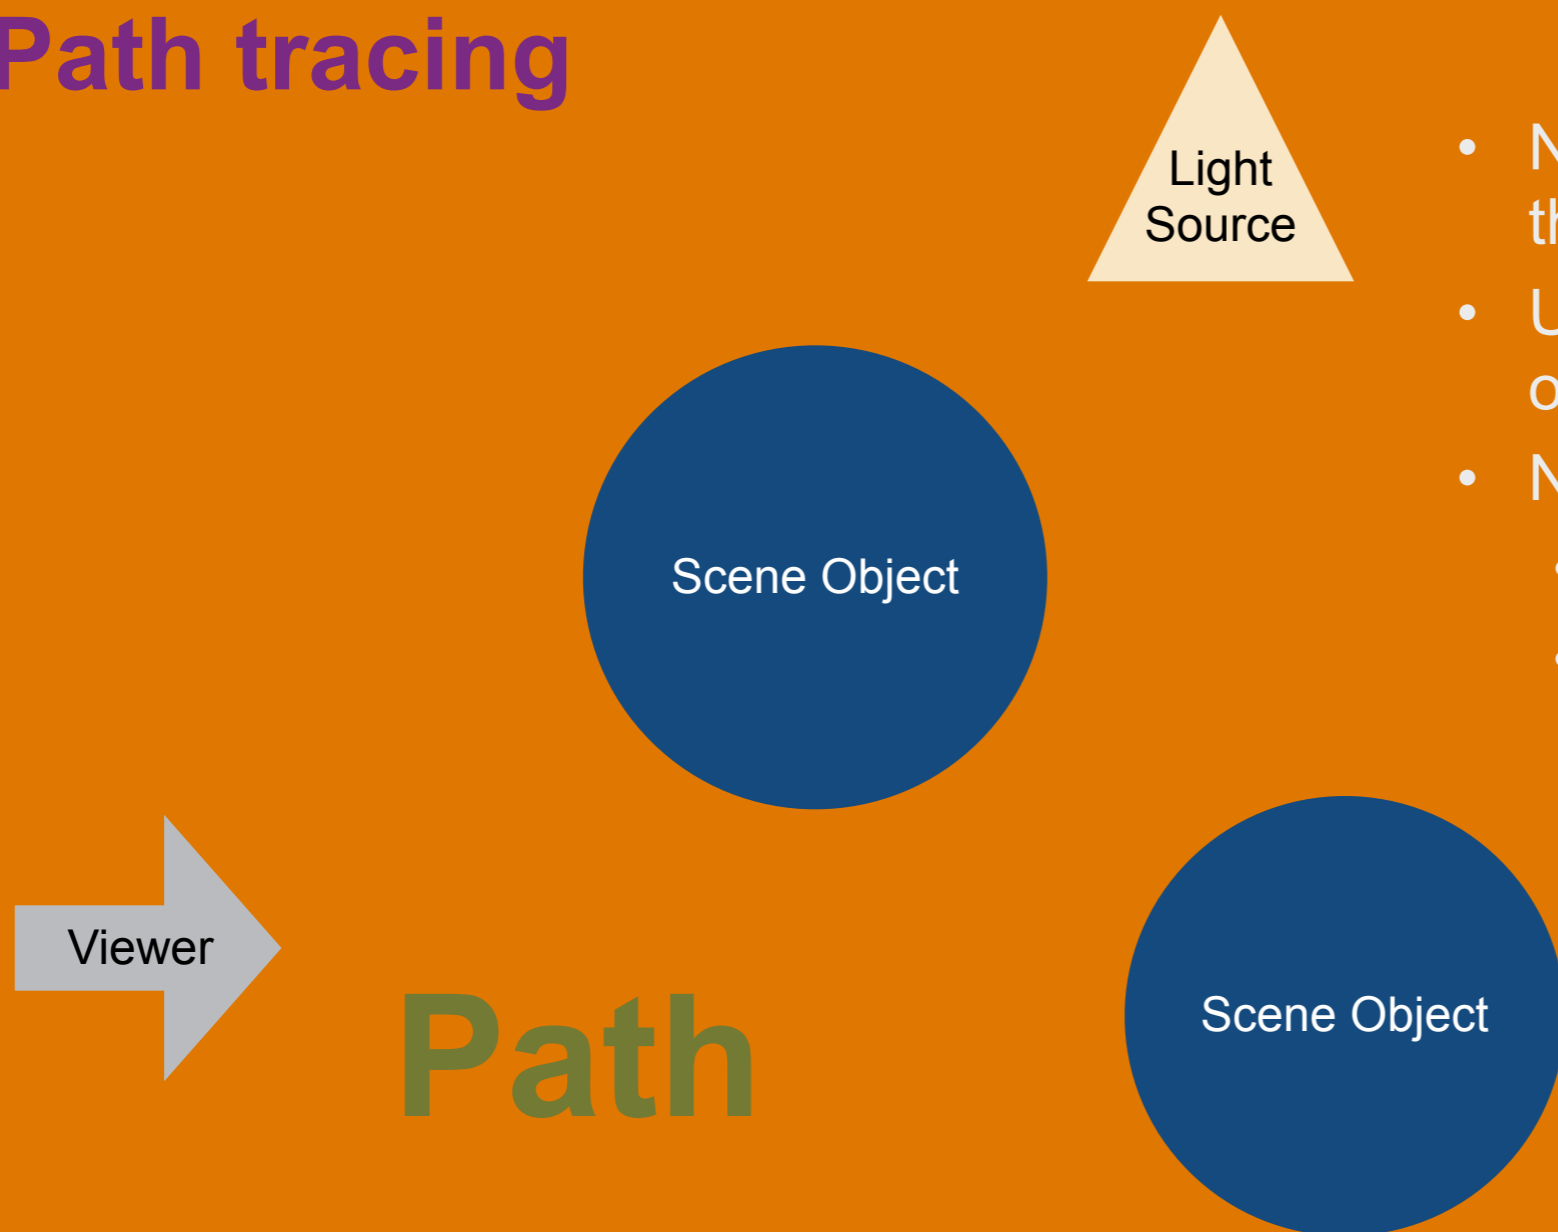 Path tracing
Light
Source
Scene Object
Viewer
Path
Scene Object